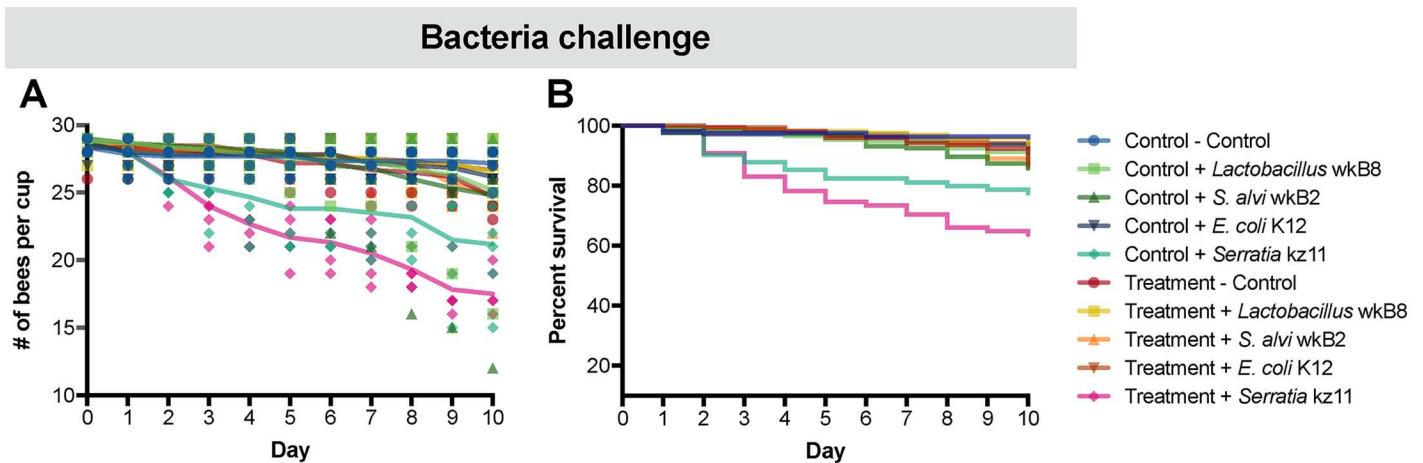 Bacteria challenge
A
# of bees per cup
30
25
20
15
10
0 1 2 3 4 5 6 7 8 9 10
Day
B
Percent survival
100
80
60
40
20
0 1 2 3 4 5 6 7 8 9 10
Day
Control - Control
Control + Lactobacillus wkB8
Control + S. alvi wkB2
Control + E. coli K12
Control + Serratia kz11
Treatment - Control
Treatment + Lactobacillus wkB8
Treatment + S. alvi wkB2
Treatment + E. coli K12
Treatment + Serratia kz11